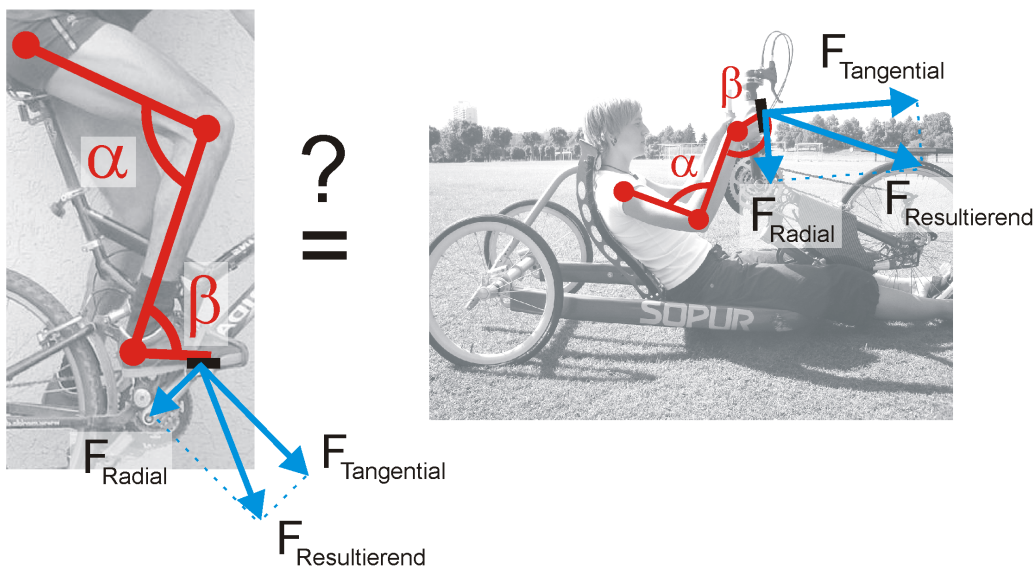 α
β
F Radial
F Tangential
F Resultierend
?
=
β
α
F Tangential
F Resultierend
F Radial
SOPUR